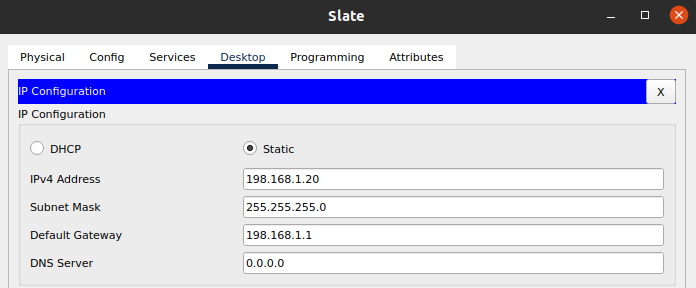 Slate
Physical Config Services Desktop Programming Attributes
IP Configuration X
IP Configuration
DHCP Static
IPv4 Address 198.168.1.20
Subnet Mask 255.255.255.0
Default Gateway 198.168.1.1
DNS Server 0.0.0.0